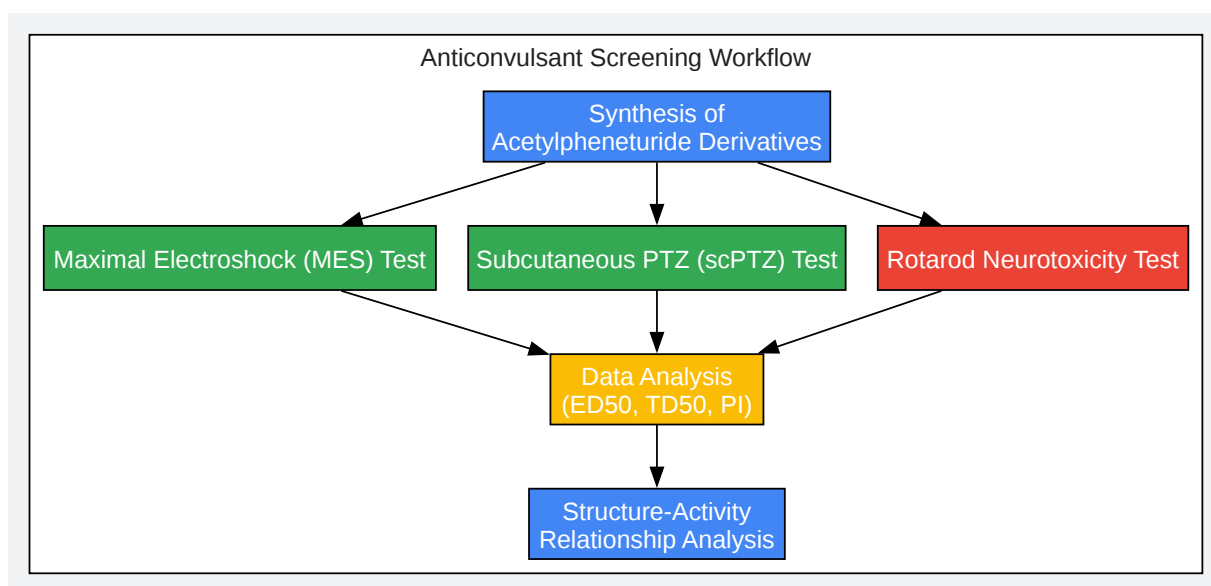 Anticonvulsant Screening Workflow
Synthesis of
Acetylpheneturide Derivatives
Maximal Electroshock (MES) Test
Subcutaneous PTZ (scPTZ) Test
Rotarod Neurotoxicity Test
Data Analysis
(ED50, TD50, PI)
Structure-Activity
Relationship Analysis